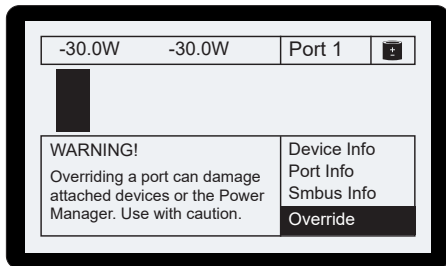 -30.0W -30.0W Port 1
WARNING!
Overriding a port can damage
attached devices or the Power
Manager. Use with caution.
Device Info
Port Info
Smbus Info
Override